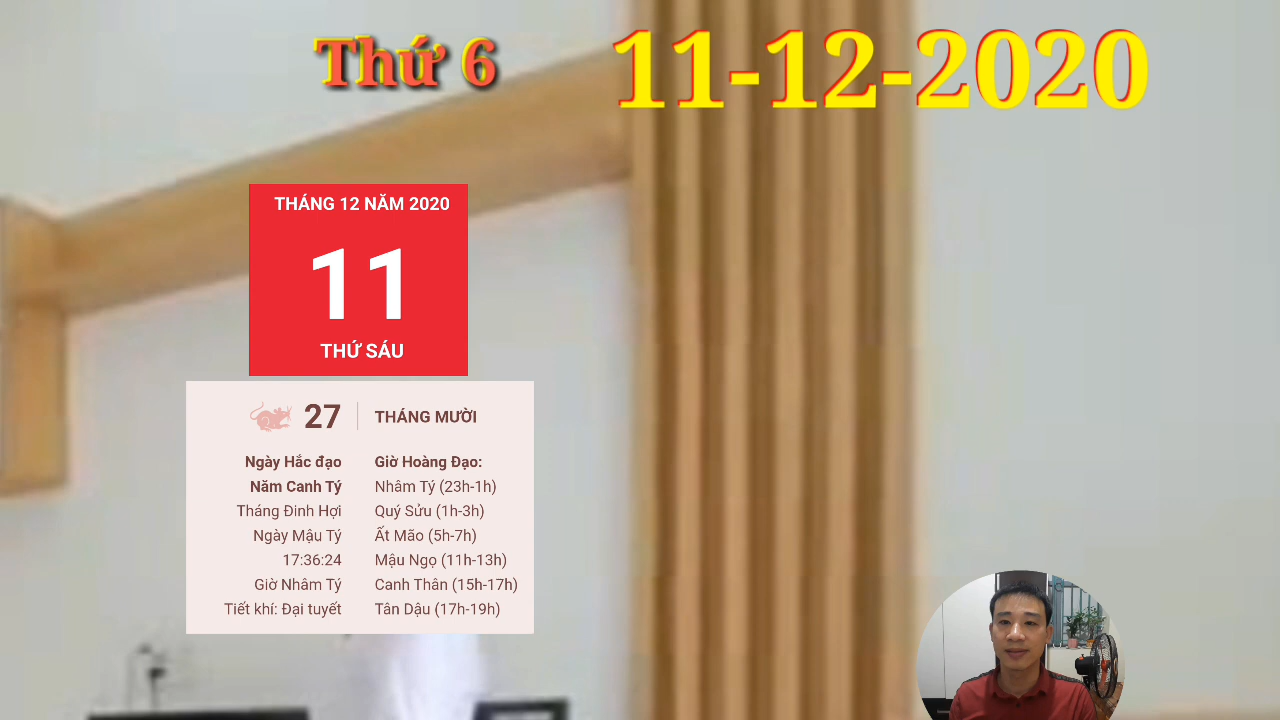 Thứ 6 11-12-2020
THÁNG 12 NĂM 2020
11
THỨ SÁU
27 THÁNG MƯỜI
Ngày Hắc đạo
Năm Canh Tý
Tháng Đinh Hợi
Ngày Mậu Tý
17:36:24
Giờ Nhâm Tý
Tiết khí: Đại tuyết
Giờ Hoàng Đạo:
Nhâm Tý (23h-1h)
Quý Sửu (1h-3h)
Ất Mão (5h-7h)
Mậu Ngọ (11h-13h)
Canh Thân (15h-17h)
Tân Dậu (17h-19h)